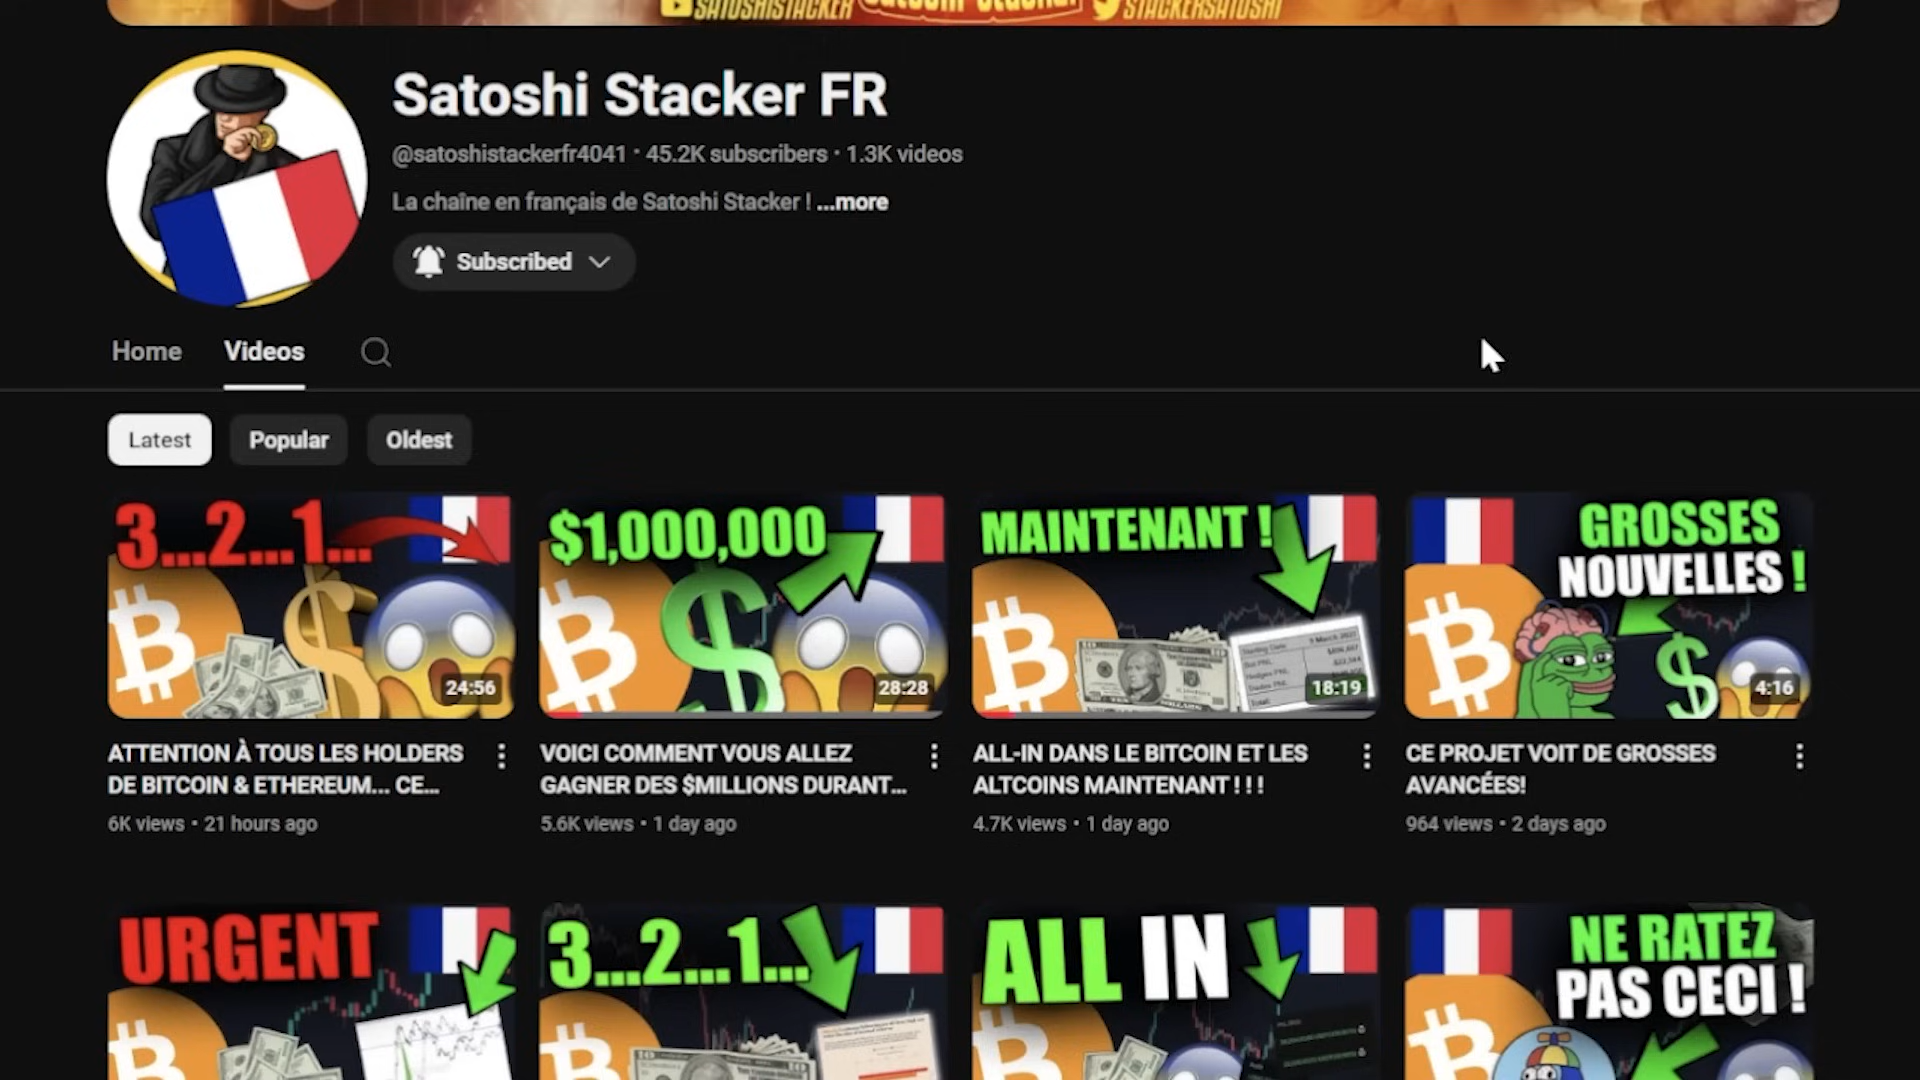 SATOSHISTACKER
Satoshi Stacker
STACKERSATOSHI
Satoshi Stacker FR
@satoshistackerfr4041 · 45.2K subscribers · 1.3K videos
La chaîne en français de Satoshi Stacker ! ...more
Subscribed
Home Videos
Latest Popular Oldest
3...2...1...
24:56
$1,000,000
28:28
MAINTENANT !
18:19
GROSSES
NOUVELLES !
4:16
ATTENTION À TOUS LES HOLDERS
DE BITCOIN & ETHEREUM... CE...
6K views · 21 hours ago
VOICI COMMENT VOUS ALLEZ
GAGNER DES $MILLIONS DURANT...
5.6K views · 1 day ago
ALL-IN DANS LE BITCOIN ET LES
ALTCOINS MAINTENANT ! ! !
4.7K views · 1 day ago
CE PROJET VOIT DE GROSSES
AVANCÉES!
964 views · 2 days ago
URGENT
3...2...1...
ALL IN
NE RATEZ
PAS CECI !